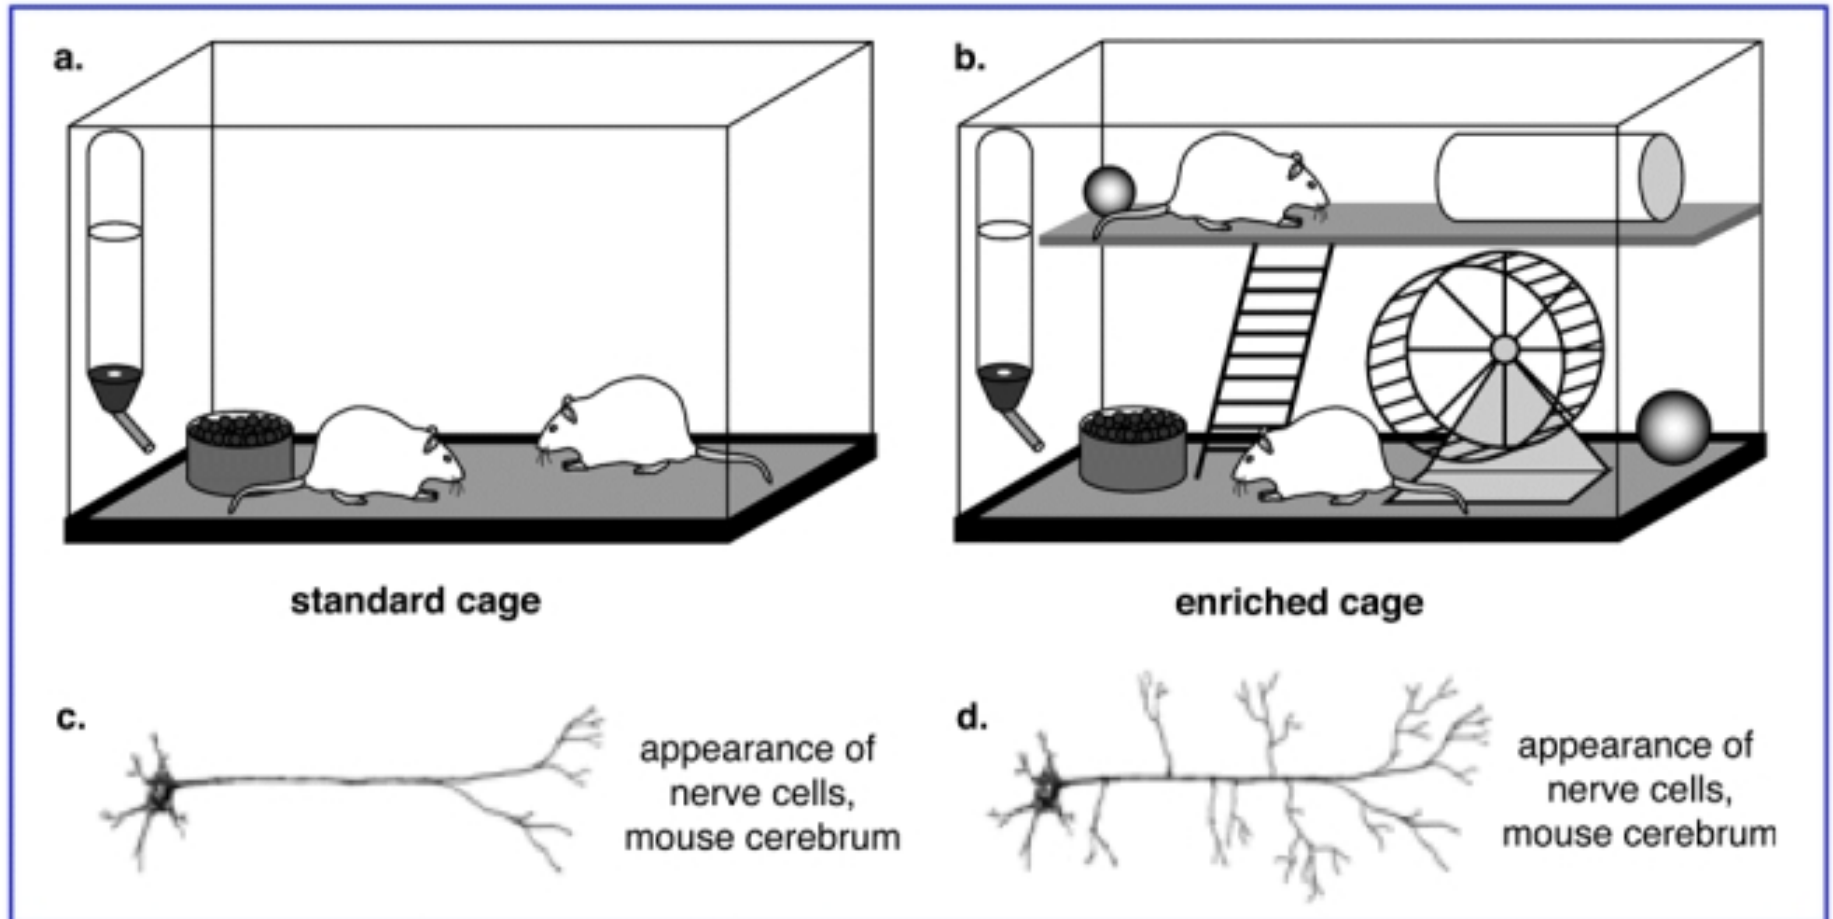 a.
b.
standard cage
enriched cage
c.
appearance of
nerve cells,
mouse cerebrum
d.
appearance of
nerve cells,
mouse cerebrum